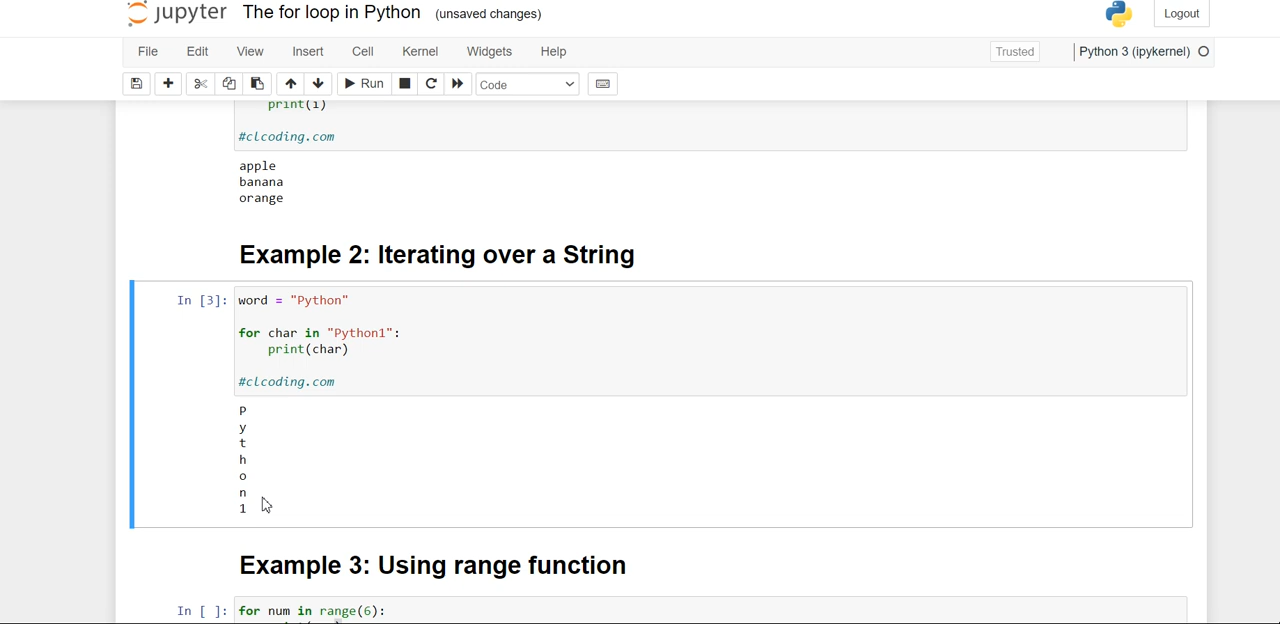 jupyter The for loop in Python (unsaved changes) Logout
File Edit View Insert Cell Kernel Widgets Help Trusted Python 3 (ipykernel)
Run Code
print(i)
#clcoding.com
apple
banana
orange
Example 2: Iterating over a String
In [3]: word = "Python"
for char in "Python1":
print(char)
#clcoding.com
P
y
t
h
o
n
1
Example 3: Using range function
In [ ]: for num in range(6):